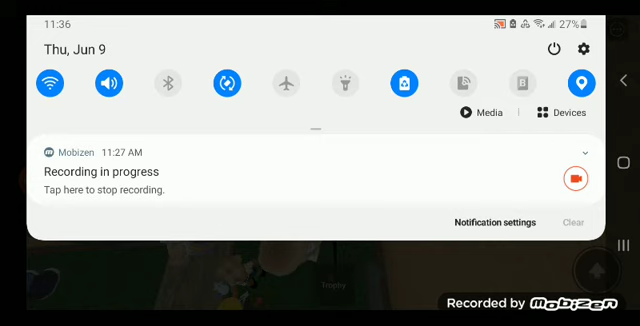 11:36
27%
Thu, Jun 9
B
Media
Devices
Mobizen 11:27 AM
Recording in progress
Tap here to stop recording.
Notification settings
Clear
Trophy
Recorded by mobizen